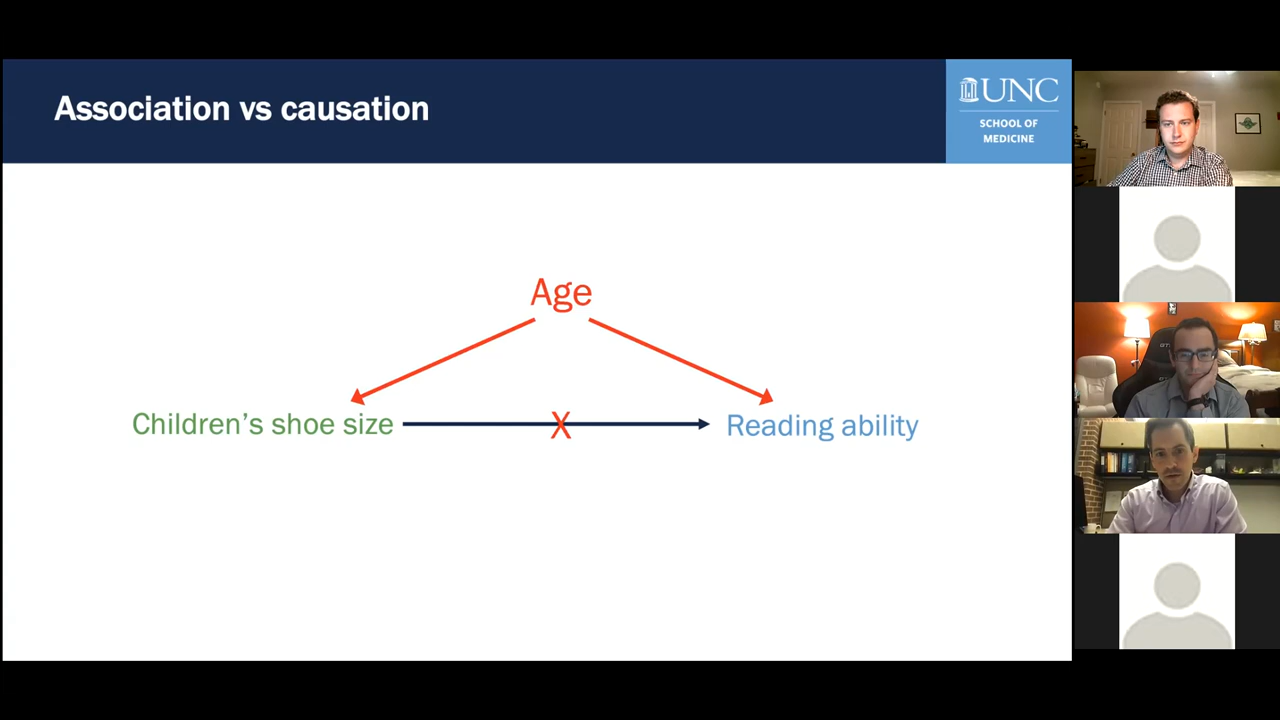 Association vs causation
UNC
SCHOOL OF
MEDICINE
Age
Children's shoe size
X
Reading ability